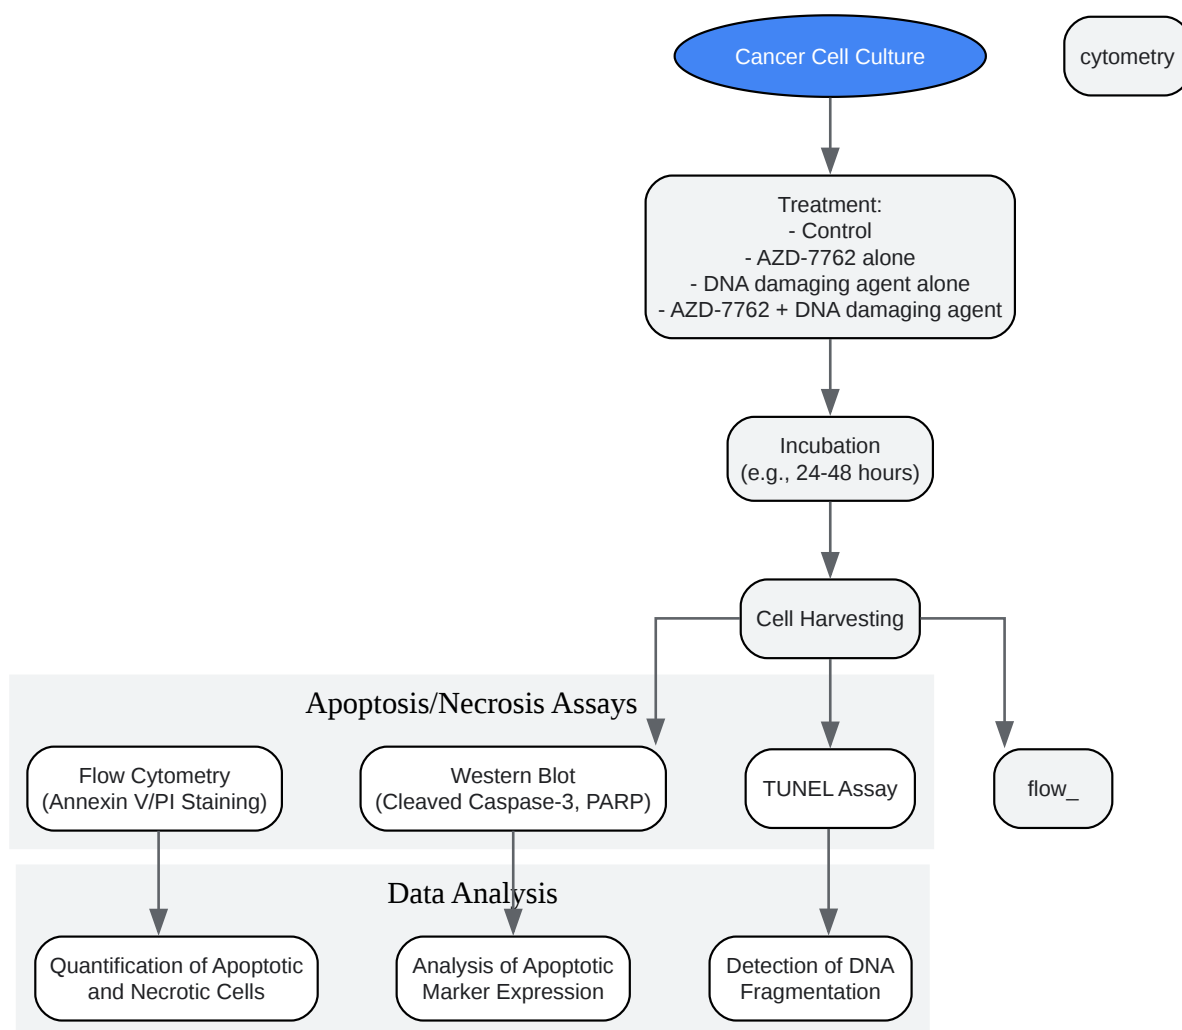 Cancer Cell Culture
cytometry
Treatment:
- Control
- AZD-7762 alone
- DNA damaging agent alone
- AZD-7762 + DNA damaging agent
Incubation
(e.g., 24-48 hours)
Cell Harvesting
Apoptosis/Necrosis Assays
Flow Cytometry
(Annexin V/PI Staining)
Western Blot
(Cleaved Caspase-3, PARP)
TUNEL Assay
flow_
Data Analysis
Quantification of Apoptotic
and Necrotic Cells
Analysis of Apoptotic
Marker Expression
Detection of DNA
Fragmentation